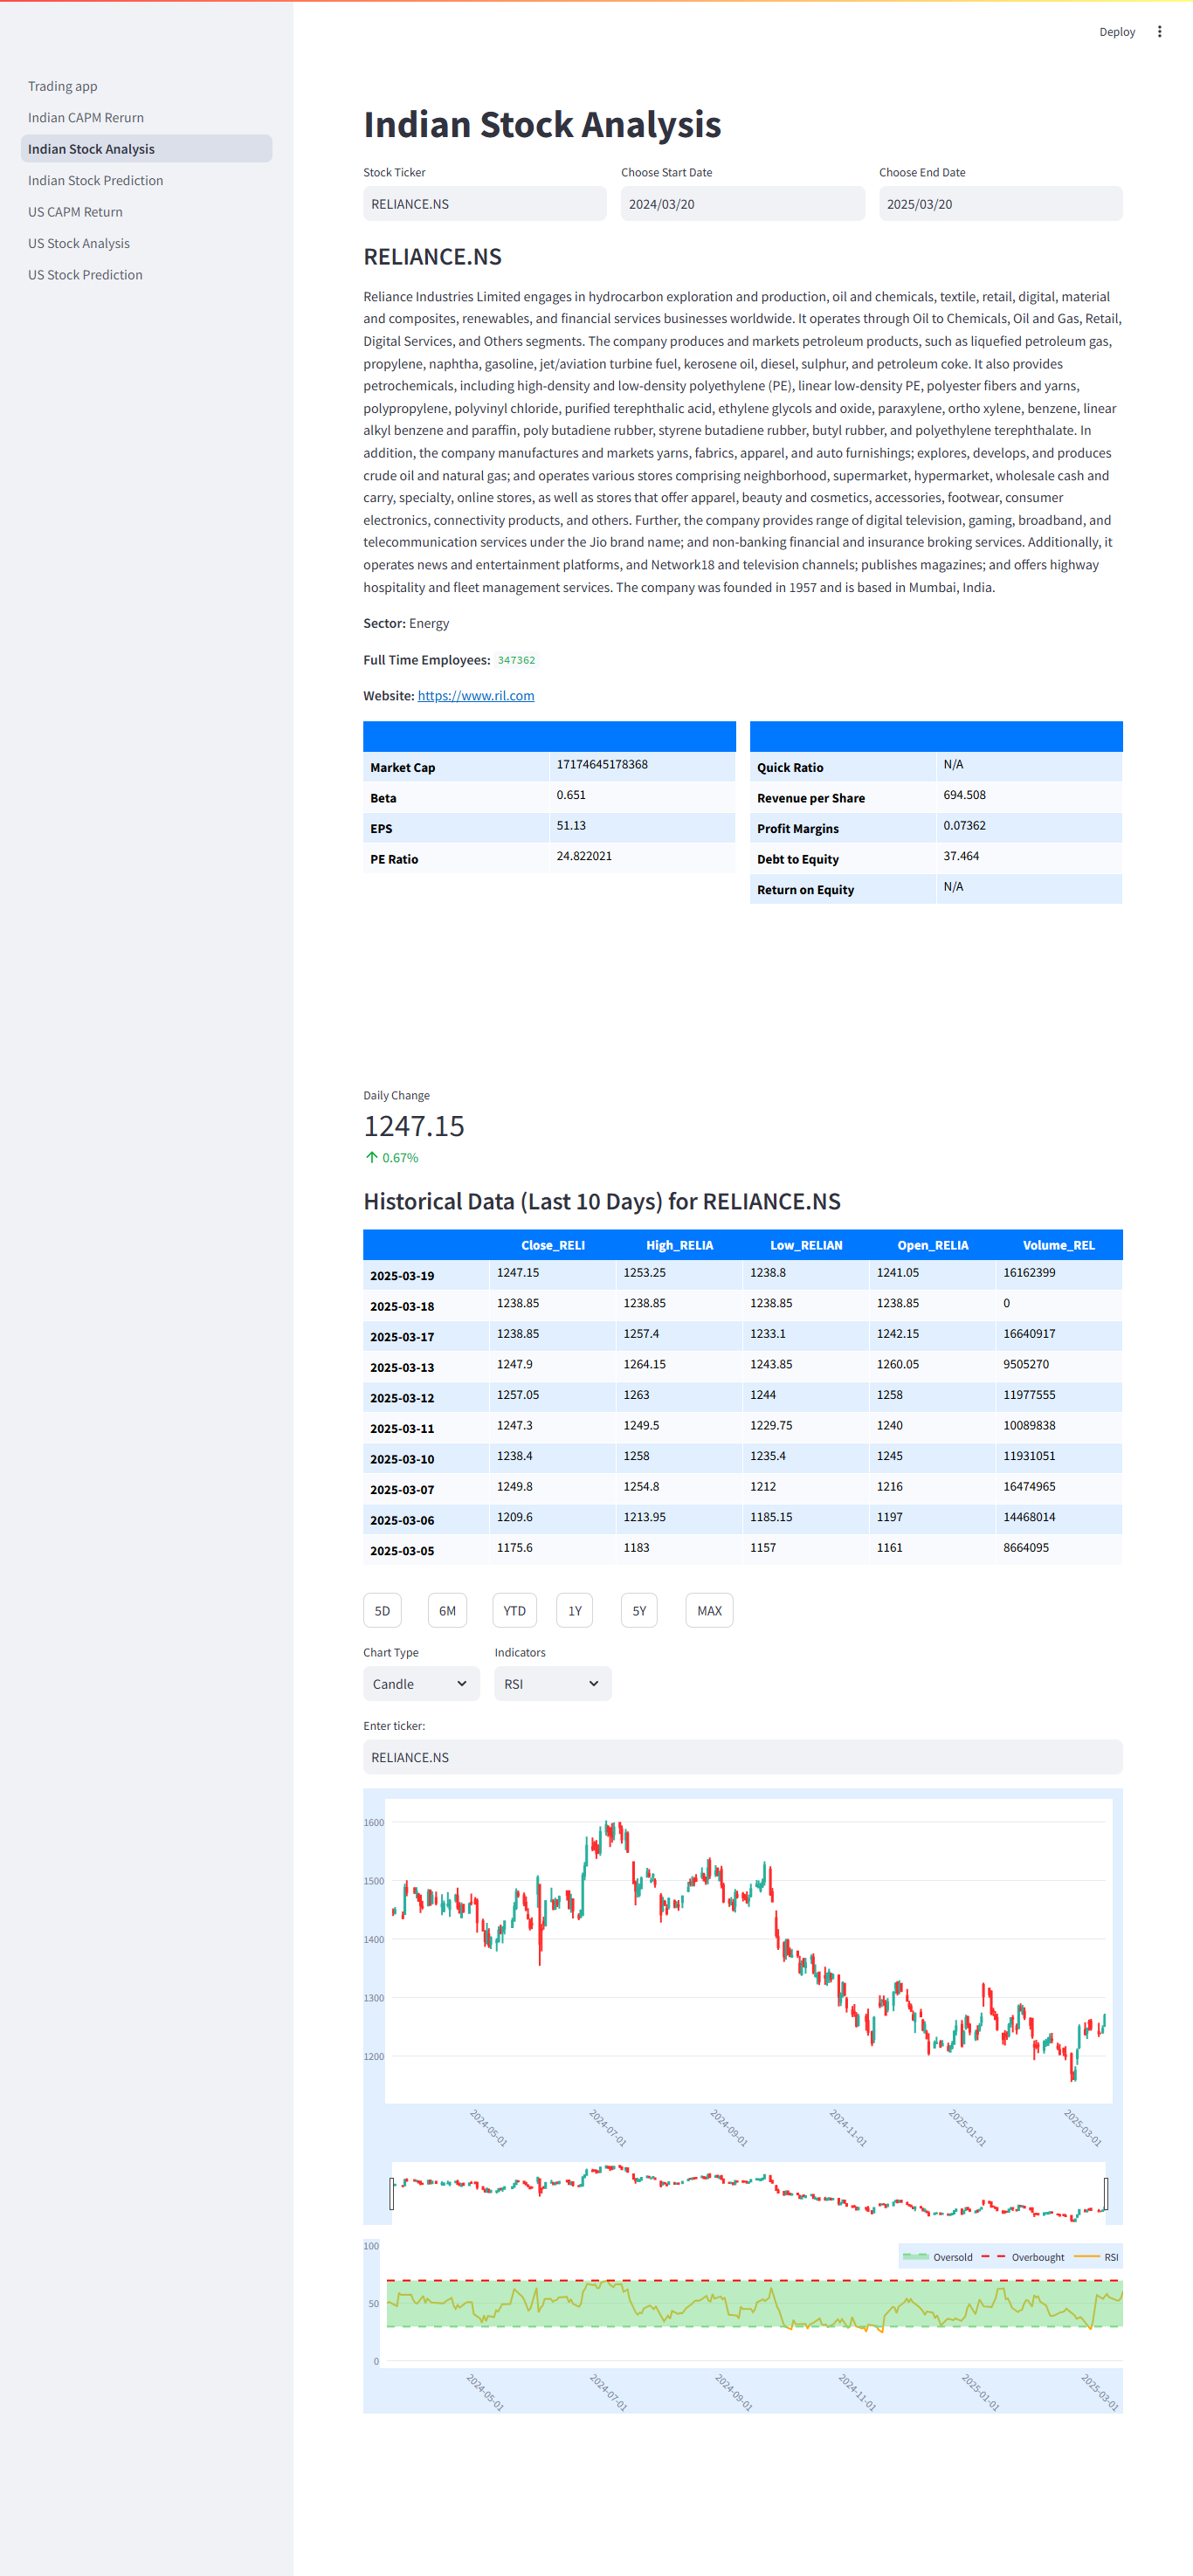 Deploy
Trading app
Indian CAPM Rerurn
Indian Stock Analysis
Indian Stock Prediction
US CAPM Return
US Stock Analysis
US Stock Prediction
Indian Stock Analysis
Stock Ticker Choose Start Date Choose End Date
RELIANCE.NS 2024/03/20 2025/03/20
RELIANCE.NS
Reliance Industries Limited engages in hydrocarbon exploration and production, oil and chemicals, textile, retail, digital, material
and composites, renewables, and financial services businesses worldwide. It operates through Oil to Chemicals, Oil and Gas, Retail,
Digital Services, and Others segments. The company produces and markets petroleum products, such as liquefied petroleum gas,
propylene, naphtha, gasoline, jet/aviation turbine fuel, kerosene oil, diesel, sulphur, and petroleum coke. It also provides
petrochemicals, including high-density and low-density polyethylene (PE), linear low-density PE, polyester fibers and yarns,
polypropylene, polyvinyl chloride, purified terephthalic acid, ethylene glycols and oxide, paraxylene, ortho xylene, benzene, linear
alkyl benzene and paraffin, poly butadiene rubber, styrene butadiene rubber, butyl rubber, and polyethylene terephthalate. In
addition, the company manufactures and markets yarns, fabrics, apparel, and auto furnishings; explores, develops, and produces
crude oil and natural gas; and operates various stores comprising neighborhood, supermarket, hypermarket, wholesale cash and
carry, specialty, online stores, as well as stores that offer apparel, beauty and cosmetics, accessories, footwear, consumer
electronics, connectivity products, and others. Further, the company provides range of digital television, gaming, broadband, and
telecommunication services under the Jio brand name; and non-banking financial and insurance broking services. Additionally, it
operates news and entertainment platforms, and Network18 and television channels; publishes magazines; and offers highway
hospitality and fleet management services. The company was founded in 1957 and is based in Mumbai, India.
Sector: Energy
Full Time Employees: 347362
Website: https://www.ril.com
Market Cap 17174645178368
Beta 0.651
EPS 51.13
PE Ratio 24.822021
Quick Ratio N/A
Revenue per Share 694.508
Profit Margins 0.07362
Debt to Equity 37.464
Return on Equity N/A
Daily Change
1247.15
↑ 0.67%
Historical Data (Last 10 Days) for RELIANCE.NS
Close_RELI High_RELIA Low_RELIAN Open_RELIA Volume_REL
2025-03-19 1247.15 1253.25 1238.8 1241.05 16162399
2025-03-18 1238.85 1238.85 1238.85 1238.85 0
2025-03-17 1238.85 1257.4 1233.1 1242.15 16640917
2025-03-13 1247.9 1264.15 1243.85 1260.05 9505270
2025-03-12 1257.05 1263 1244 1258 11977555
2025-03-11 1247.3 1249.5 1229.75 1240 10089838
2025-03-10 1238.4 1258 1235.4 1245 11931051
2025-03-07 1249.8 1254.8 1212 1216 16474965
2025-03-06 1209.6 1213.95 1185.15 1197 14468014
2025-03-05 1175.6 1183 1157 1161 8664095
5D 6M YTD 1Y 5Y MAX
Chart Type Indicators
Candle RSI
Enter ticker:
RELIANCE.NS
1600
1500
1400
1300
1200
2024-05-01 2024-07-01 2024-09-01 2024-11-01 2025-01-01 2025-03-01
100
Oversold Overbought RSI
50
0
2024-05-01 2024-07-01 2024-09-01 2024-11-01 2025-01-01 2025-03-01